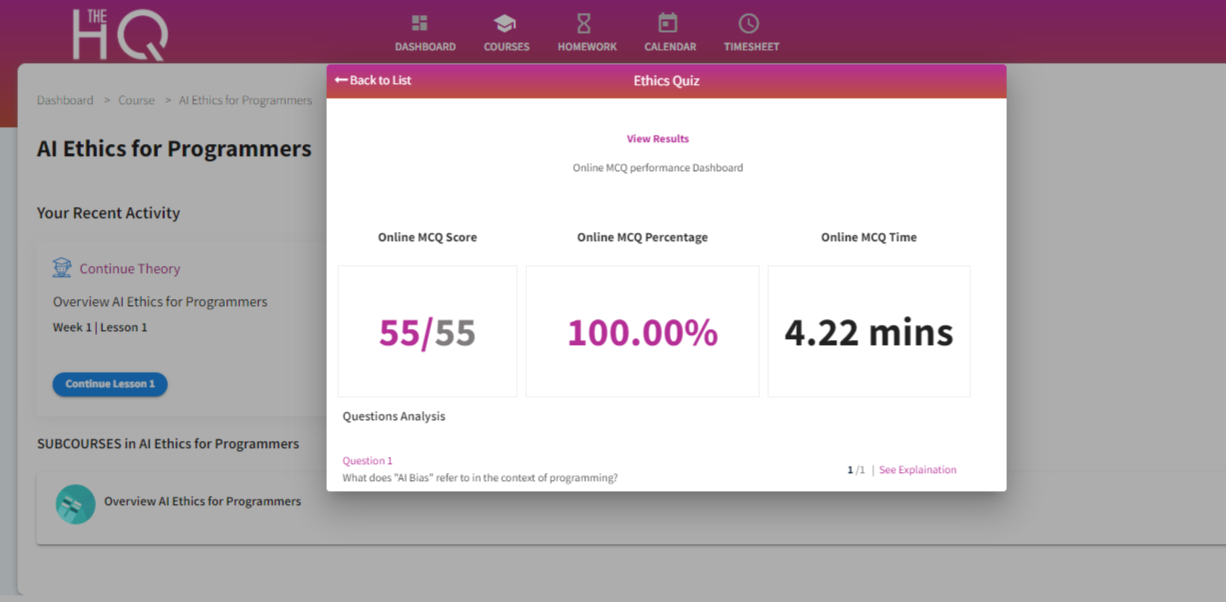 THE
HQ
DASHBOARD
COURSES
HOMEWORK
CALENDAR
TIMESHEET
Dashboard > Course > AI Ethics for Programmers
AI Ethics for Programmers
Your Recent Activity
Continue Theory
Overview AI Ethics for Programmers
Week 1 | Lesson 1
Continue Lesson 1
SUBCOURSES in AI Ethics for Programmers
Overview AI Ethics for Programmers
Back to List
Ethics Quiz
View Results
Online MCQ performance Dashboard
Online MCQ Score
Online MCQ Percentage
Online MCQ Time
55/55
100.00%
4.22 mins
Questions Analysis
Question 1
What does "AI Bias" refer to in the context of programming?
1 /1 | See Explaination